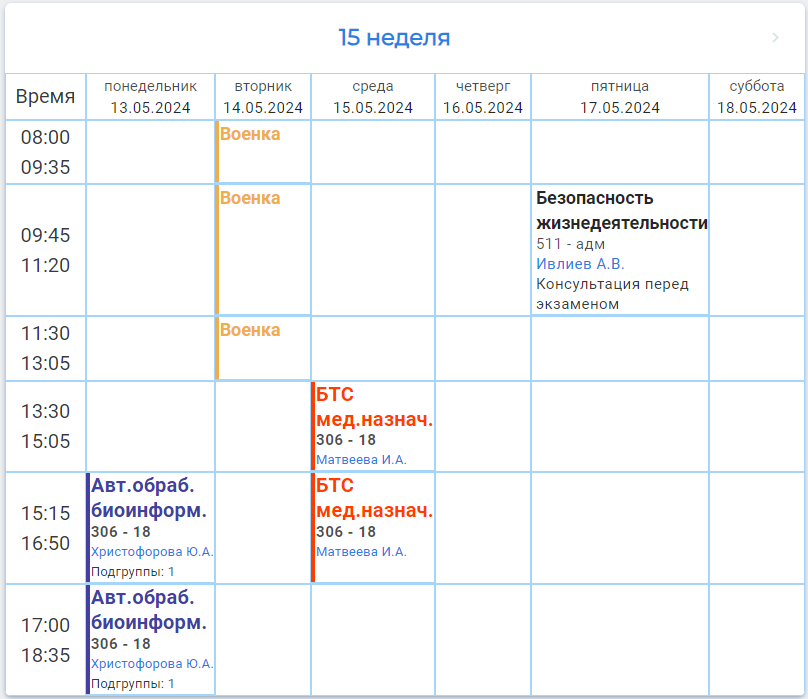 15 неделя
Время
понедельник
13.05.2024
вторник
14.05.2024
среда
15.05.2024
четверг
16.05.2024
пятница
17.05.2024
суббота
18.05.2024
08:00
09:35
Военка
09:45
11:20
Военка
Безопасность
жизнедеятельности
511 - адм
Ивлиев А.В.
Консультация перед
экзаменом
11:30
13:05
Военка
13:30
15:05
БТС
мед.назнач.
306 - 18
Матвеева И.А.
15:15
16:50
Авт.обраб.
биоинформ.
306 - 18
Христофорова Ю.А.
Подгруппы: 1
БТС
мед.назнач.
306 - 18
Матвеева И.А.
17:00
18:35
Авт.обраб.
биоинформ.
306 - 18
Христофорова Ю.А.
Подгруппы: 1